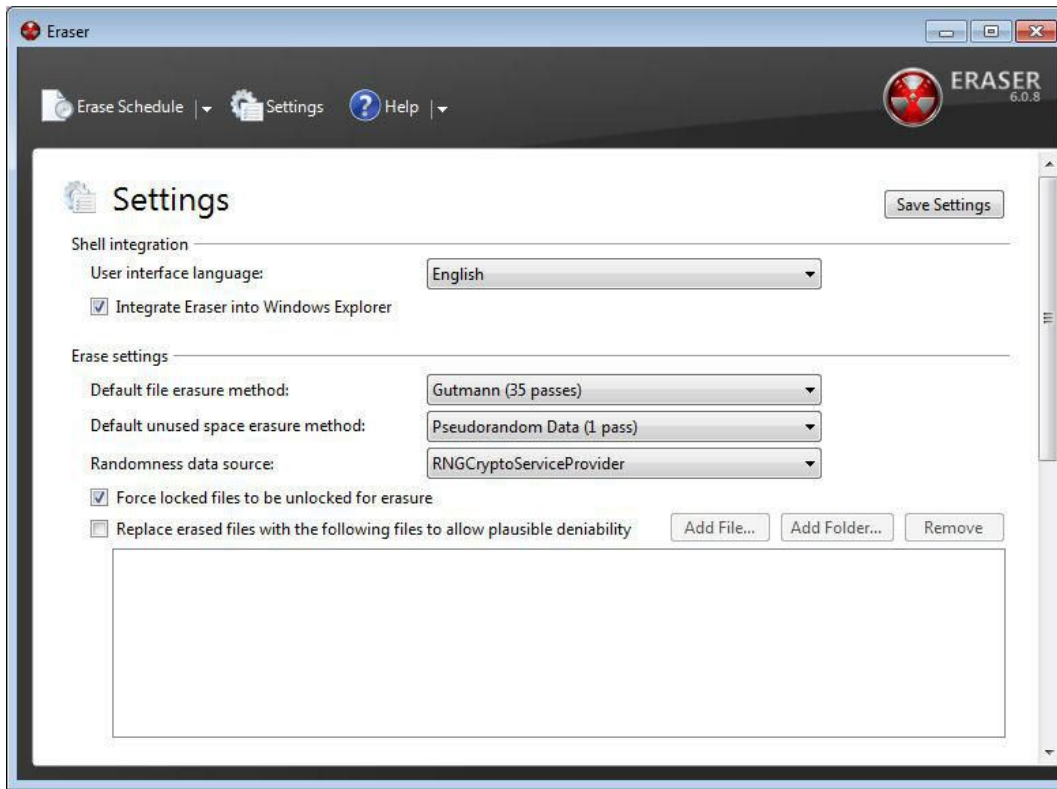 Eraser
Erase Schedule Settings ? Help
ERASER
6.0.8
Settings
Save Settings
Shell integration
User interface language: English
Integrate Eraser into Windows Explorer
Erase settings
Default file erasure method: Gutmann (35 passes)
Default unused space erasure method: Pseudorandom Data (1 pass)
Randomness data source: RNGCryptoServiceProvider
Force locked files to be unlocked for erasure
Replace erased files with the following files to allow plausible deniability Add File... Add Folder... Remove